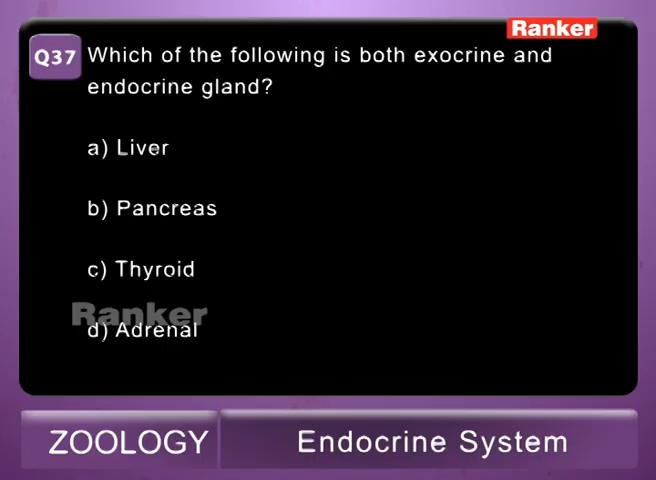 Ranker
Q37 Which of the following is both exocrine and
endocrine gland?
a) Liver
b) Pancreas
c) Thyroid
Ranker
d) Adrenal
ZOOLOGY
Endocrine System